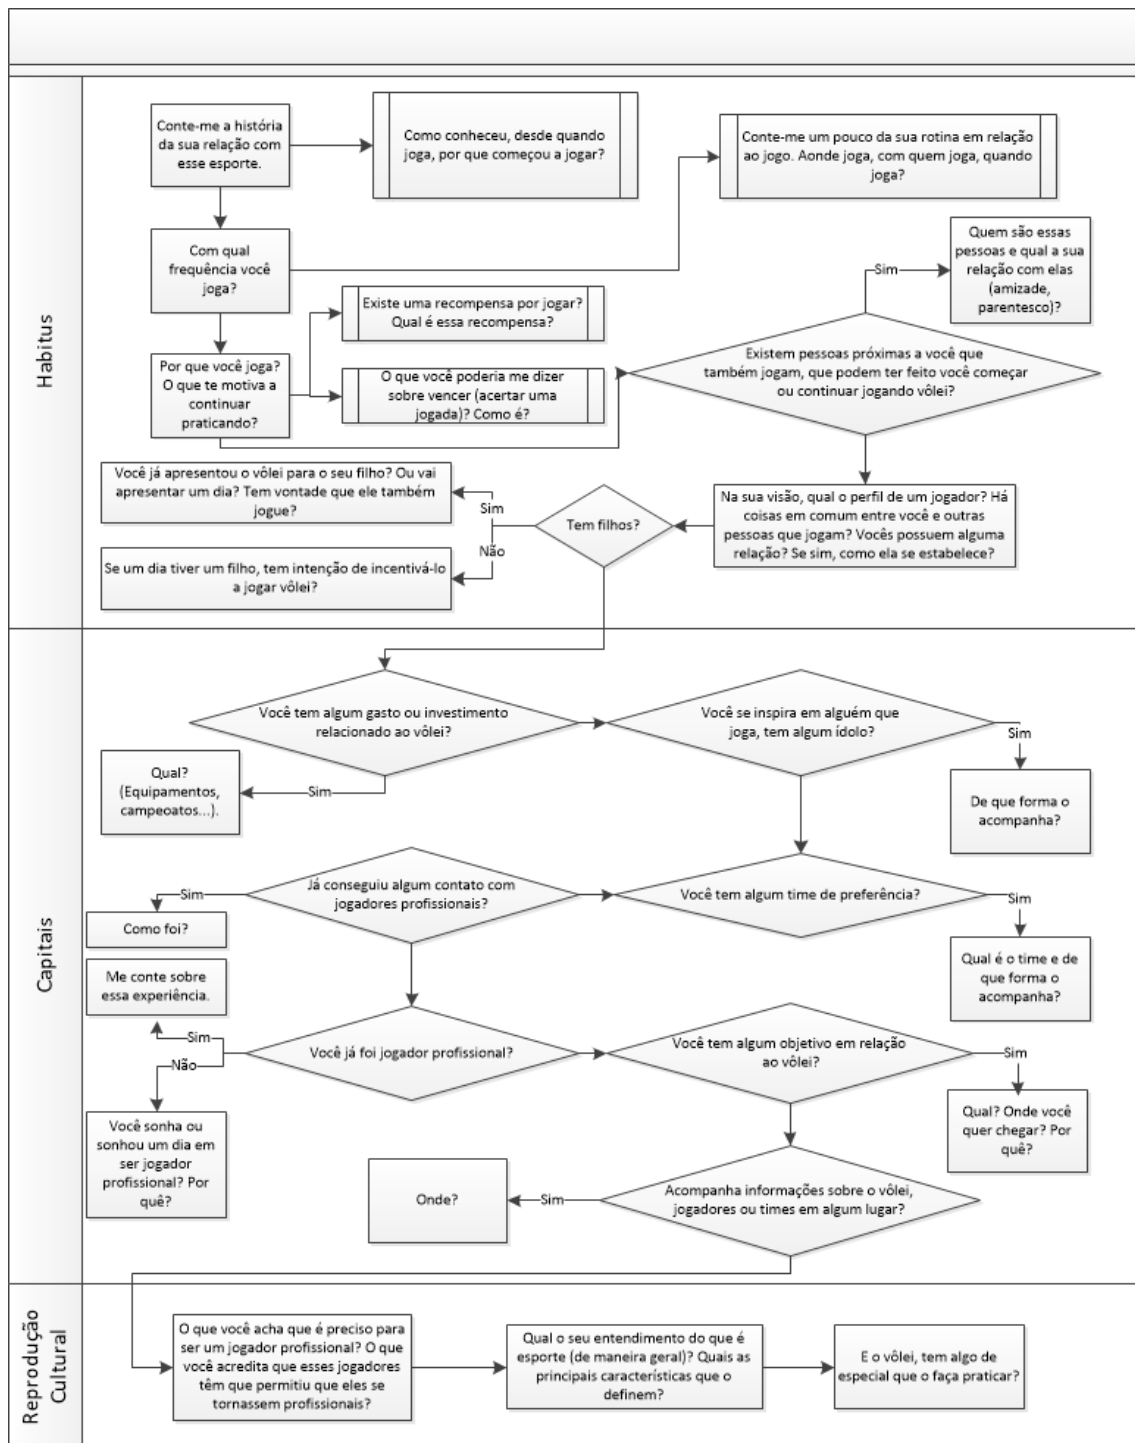 Habitus
Conte-me a história
da sua relação com
esse esporte.
Como conheceu, desde quando
joga, por que começou a jogar?
Conte-me um pouco da sua rotina em relação
ao jogo. Aonde joga, com quem joga, quando
joga?
Com qual
frequência você
joga?
Quem são essas
pessoas e qual a sua
relação com elas
(amizade,
parentesco)?
Sim
Existe uma recompensa por jogar?
Qual é essa recompensa?
Por que você joga?
O que te motiva a
continuar
praticando?
O que você poderia me dizer
sobre vencer (acertar uma
jogada)? Como é?
Existem pessoas próximas a você que
também jogam, que podem ter feito você começar
ou continuar jogando vôlei?
Você já apresentou o vôlei para o seu filho? Ou vai
apresentar um dia? Tem vontade que ele também
jogue?
Sim
Tem filhos?
Não
Na sua visão, qual o perfil de um jogador? Há
coisas em comum entre você e outras
pessoas que jogam? Vocês possuem alguma
relação? Se sim, como ela se estabelece?
Se um dia tiver um filho, tem intenção de incentivá-lo
a jogar vôlei?
Capitais
Você tem algum gasto ou investimento
relacionado ao vôlei?
Você se inspira em alguém que
joga, tem algum ídolo?
Sim
Qual?
(Equipamentos,
campeoatos...).
Sim
De que forma o
acompanha?
Sim
Já conseguiu algum contato com
jogadores profissionais?
Você tem algum time de preferência?
Sim
Como foi?
Qual é o time e de
que forma o
acompanha?
Me conte sobre
essa experiência.
Sim
Você já foi jogador profissional?
Não
Você tem algum objetivo em relação
ao vôlei?
Sim
Você sonha ou
sonhou um dia em
ser jogador
profissional? Por
quê?
Qual? Onde você
quer chegar? Por
quê?
Onde?
Sim
Acompanha informações sobre o vôlei,
jogadores ou times em algum lugar?
Reprodução
Cultural
O que você acha que é preciso para
ser um jogador profissional? O que
você acredita que esses jogadores
têm que permitiu que eles se
tornassem profissionais?
Qual o seu entendimento do que é
esporte (de maneira geral)? Quais as
principais características que o
definem?
E o vôlei, tem algo de
especial que o faça praticar?